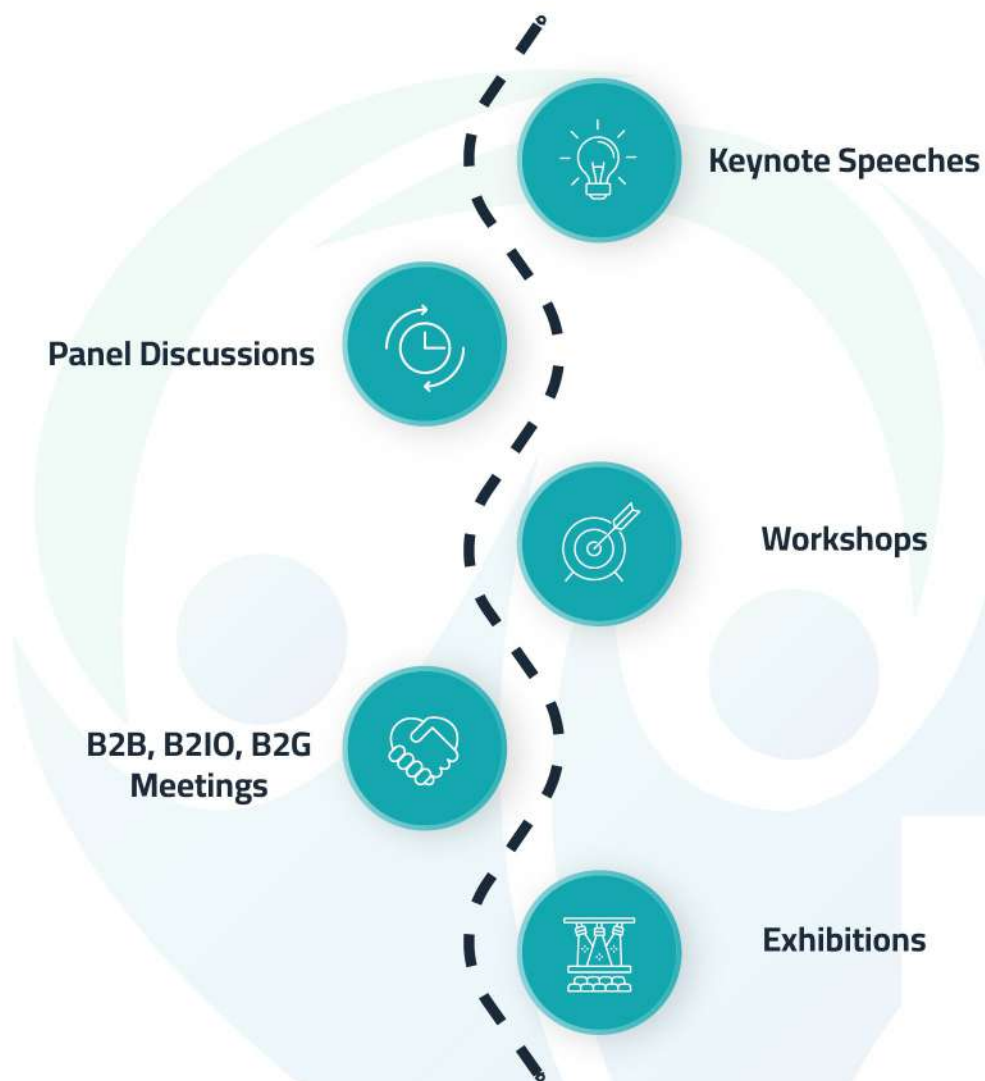 Keynote Speeches
Panel Discussions
Workshops
B2B, B2IO, B2G
Meetings
Exhibitions